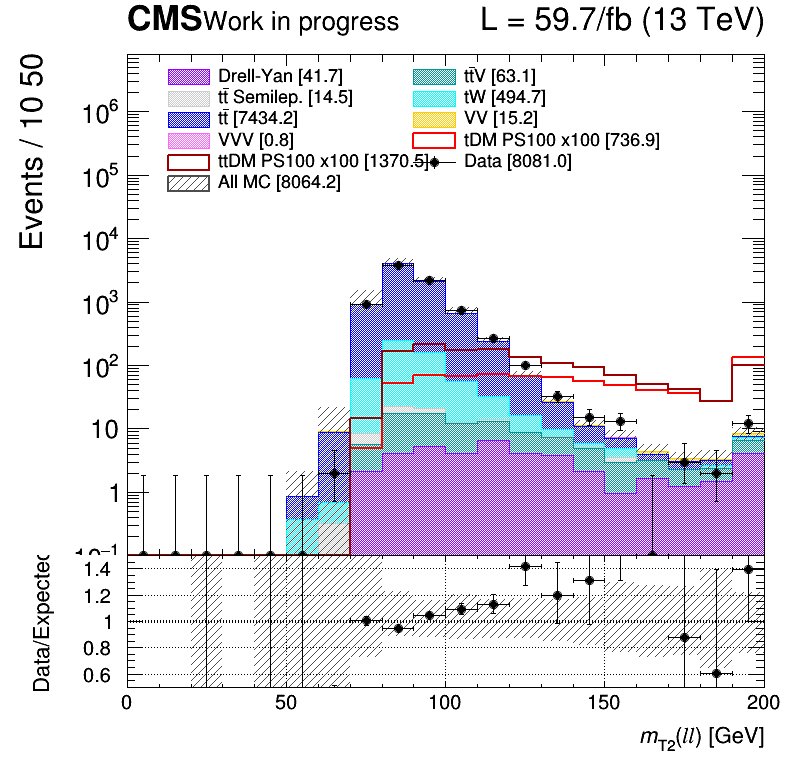 CMS Work in progress L = 59.7/fb (13 TeV)
Events / 10 50
Drell-Yan [41.7] tt̄V [63.1]
tt̄ Semilep. [14.5] tW [494.7]
tt̄ [7434.2] VV [15.2]
VVV [0.8] tDM PS100 x100 [736.9]
ttDM PS100 x100 [1370.5] Data [8081.0]
All MC [8064.2]
10⁶
10⁵
10⁴
10³
10²
10
1
10⁻¹
Data/Expected
1.4
1.2
1
0.8
0.6
0 50 100 150 200
m_T2(ll) [GeV]